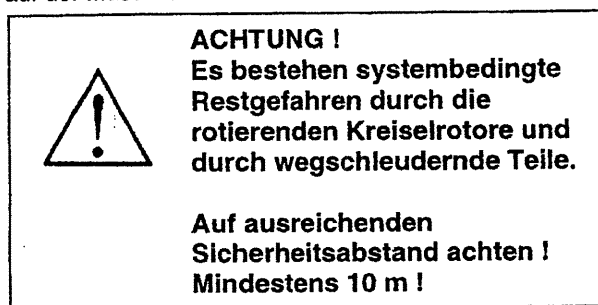 ACHTUNG !
Es bestehen systembedingte
Restgefahren durch die
rotierenden Kreiselrotore und
durch wegschleudernde Teile.
Auf ausreichenden
Sicherheitsabstand achten !
Mindestens 10 m !